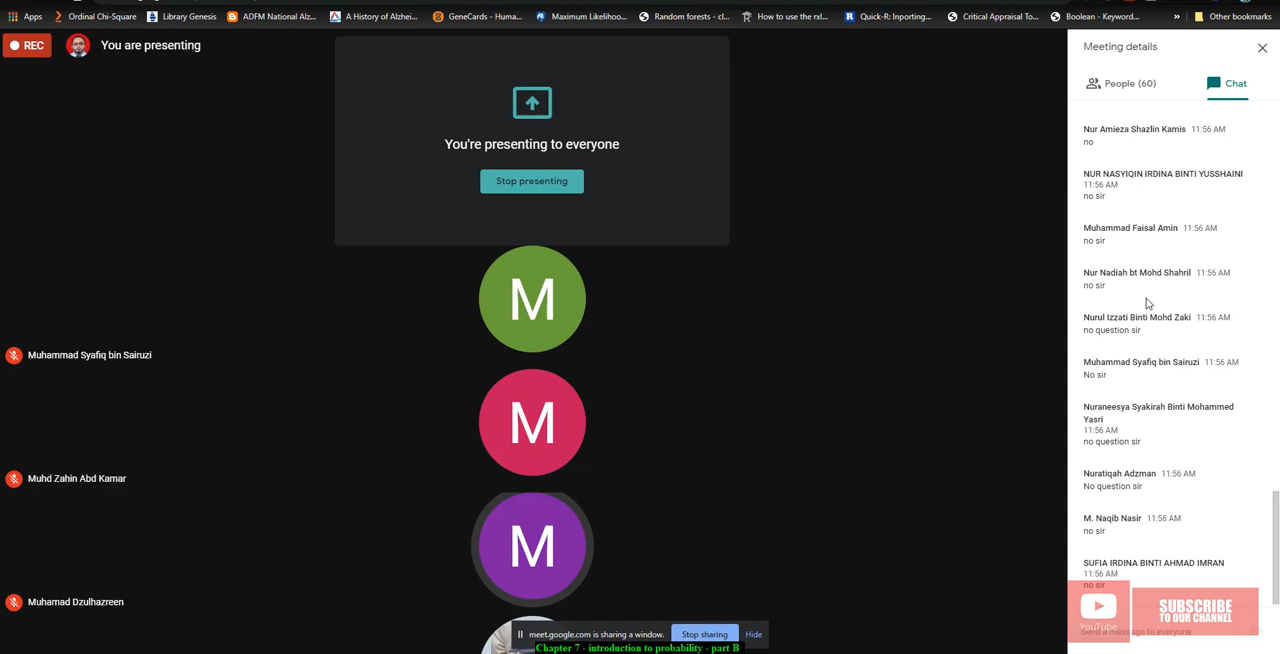 Apps
Ordinal Chi-Square
Library Genesis
ADFM National Alz...
A History of Alzhei...
GeneCards - Huma...
Maximum Likelihoo...
Random forests - cl...
How to use the rxl...
Quick-R: Inporting...
Critical Appraisal To...
Boolean - Keyword...
»
Other bookmarks
REC
You are presenting
You're presenting to everyone
Stop presenting
M
Muhammad Syafiq bin Sairuzi
M
Muhd Zahin Abd Kamar
M
Muhamad Dzulhazreen
meet.google.com is sharing a window.
Stop sharing
Hide
Chapter 7 - introduction to probability - part B
Meeting details
People (60)
Chat
Nur Amieza Shazlin Kamis 11:56 AM
no
NUR NASYIQIN IRDINA BINTI YUSSHAINI
11:56 AM
no sir
Muhammad Faisal Amin 11:56 AM
no sir
Nur Nadiah bt Mohd Shahril 11:56 AM
no sir
Nurul Izzati Binti Mohd Zaki 11:56 AM
no question sir
Muhammad Syafiq bin Sairuzi 11:56 AM
No sir
Nuraneesya Syakirah Binti Mohammed
Yasri
11:56 AM
no question sir
Nuratiqah Adzman 11:56 AM
No question sir
M. Naqib Nasir 11:56 AM
no sir
SUFIA IRDINA BINTI AHMAD IMRAN
11:56 AM
no sir
YouTube
SUBSCRIBE
TO OUR CHANNEL
Send a message to everyone